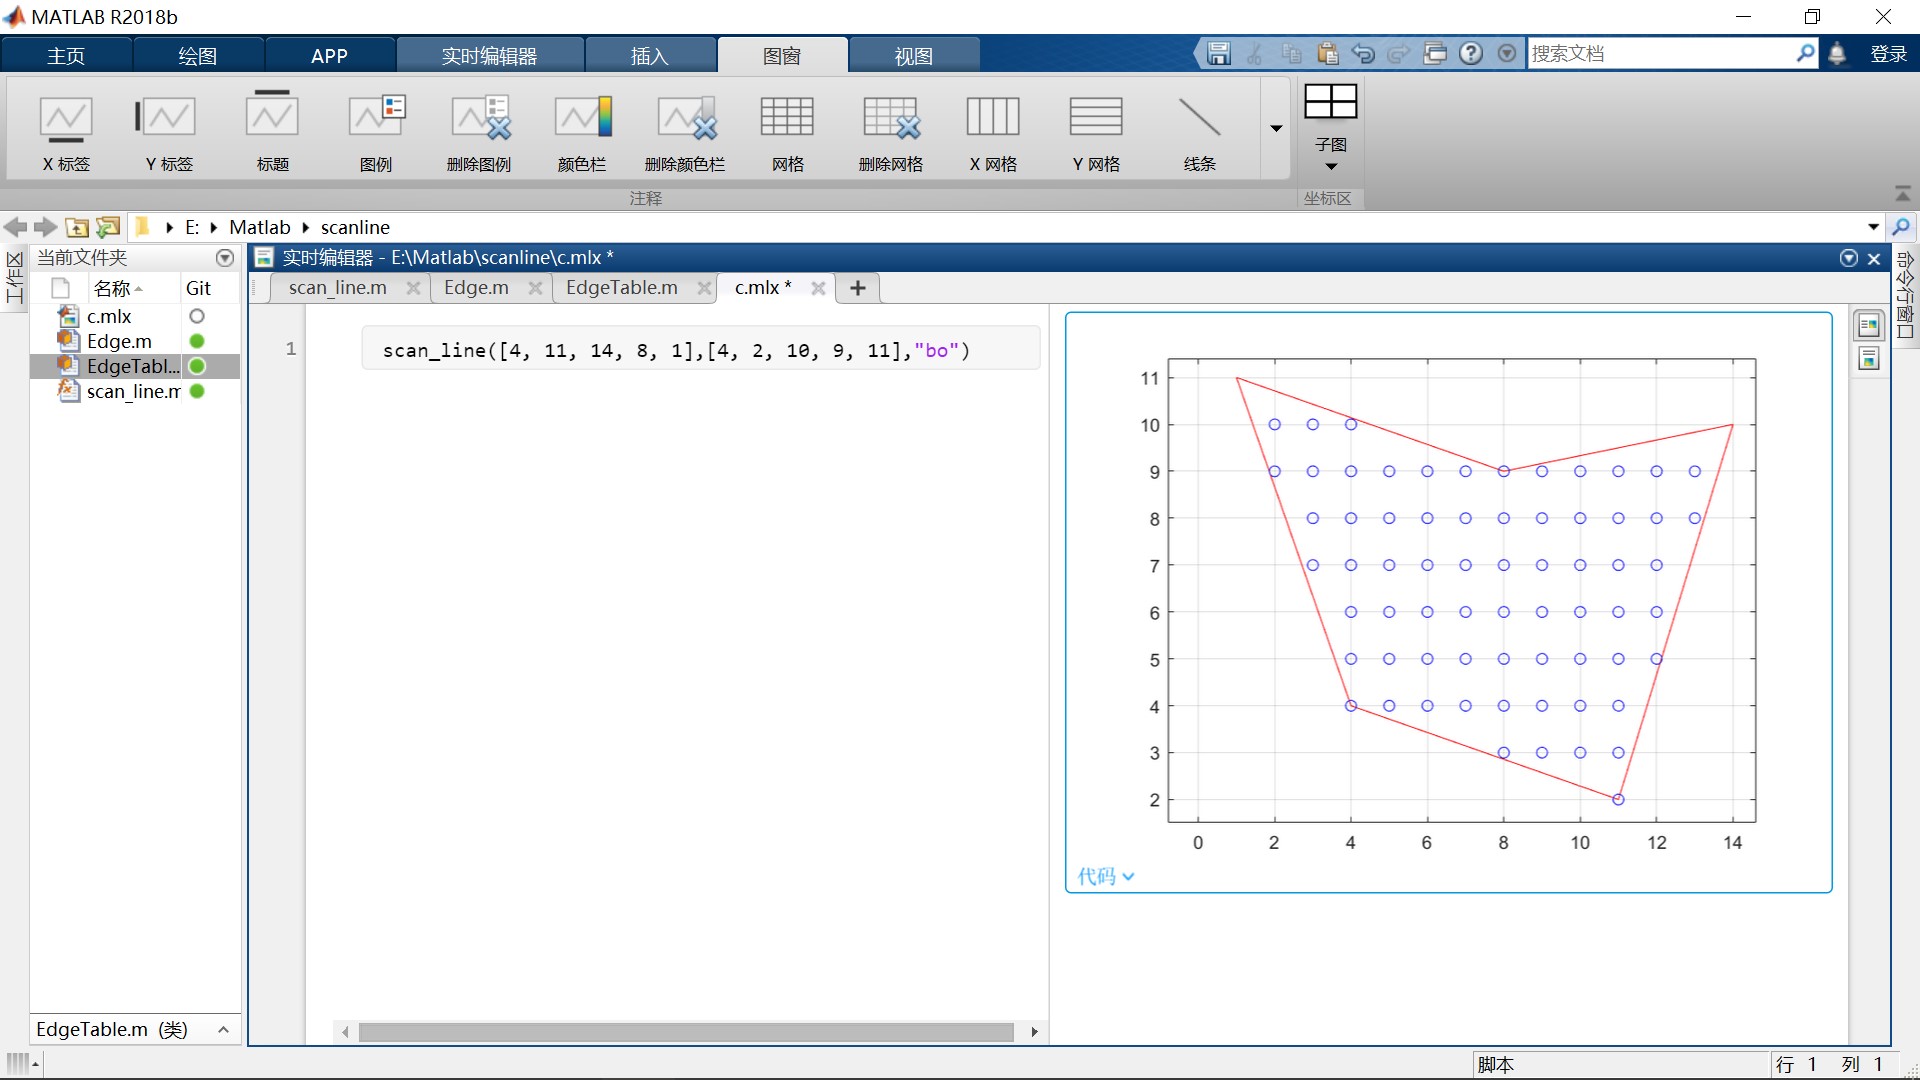 MATLAB R2018b
主页 绘图 APP 实时编辑器 插入 图窗 视图 搜索文档 登录
X 标签 Y 标签 标题 图例 删除图例 颜色栏 删除颜色栏 网格 删除网格 X 网格 Y 网格 线条 子图
注释 坐标区
E: Matlab scanline
工作区
当前文件夹
名称 Git
c.mlx
Edge.m
EdgeTabl...
scan_line.m
EdgeTable.m (类)
实时编辑器 - E:\Matlab\scanline\c.mlx *
scan_line.m Edge.m EdgeTable.m c.mlx *
1
scan_line([4, 11, 14, 8, 1],[4, 2, 10, 9, 11],"bo")
11
10
9
8
7
6
5
4
3
2
0 2 4 6 8 10 12 14
代码
命令行窗口
脚本 行 1 列 1